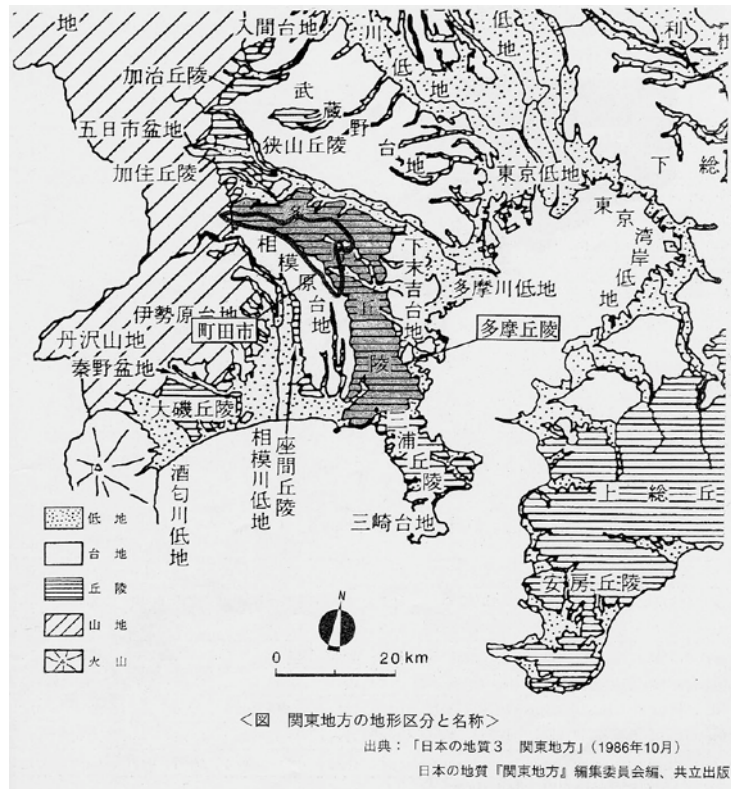 地
入間台地
川低地
低地
利
根
加治丘陵
武蔵野台地
五日市盆地
狭山丘陵
下総
加住丘陵
東京低地
東京湾岸低地
多
相模原台地
下末吉台地
多摩川低地
伊勢原台地
町田市
丘
多摩丘陵
丹沢山地
秦野盆地
陵
大磯丘陵
三浦丘陵
座間丘陵
相模川低地
酒匂川低地
三崎台地
上総丘
安房丘陵
低地
台地
丘陵
山地
火山
N
0 20 km
<図 関東地方の地形区分と名称>
出典：「日本の地質3 関東地方」(1986年10月)
日本の地質『関東地方』編集委員会編、共立出版